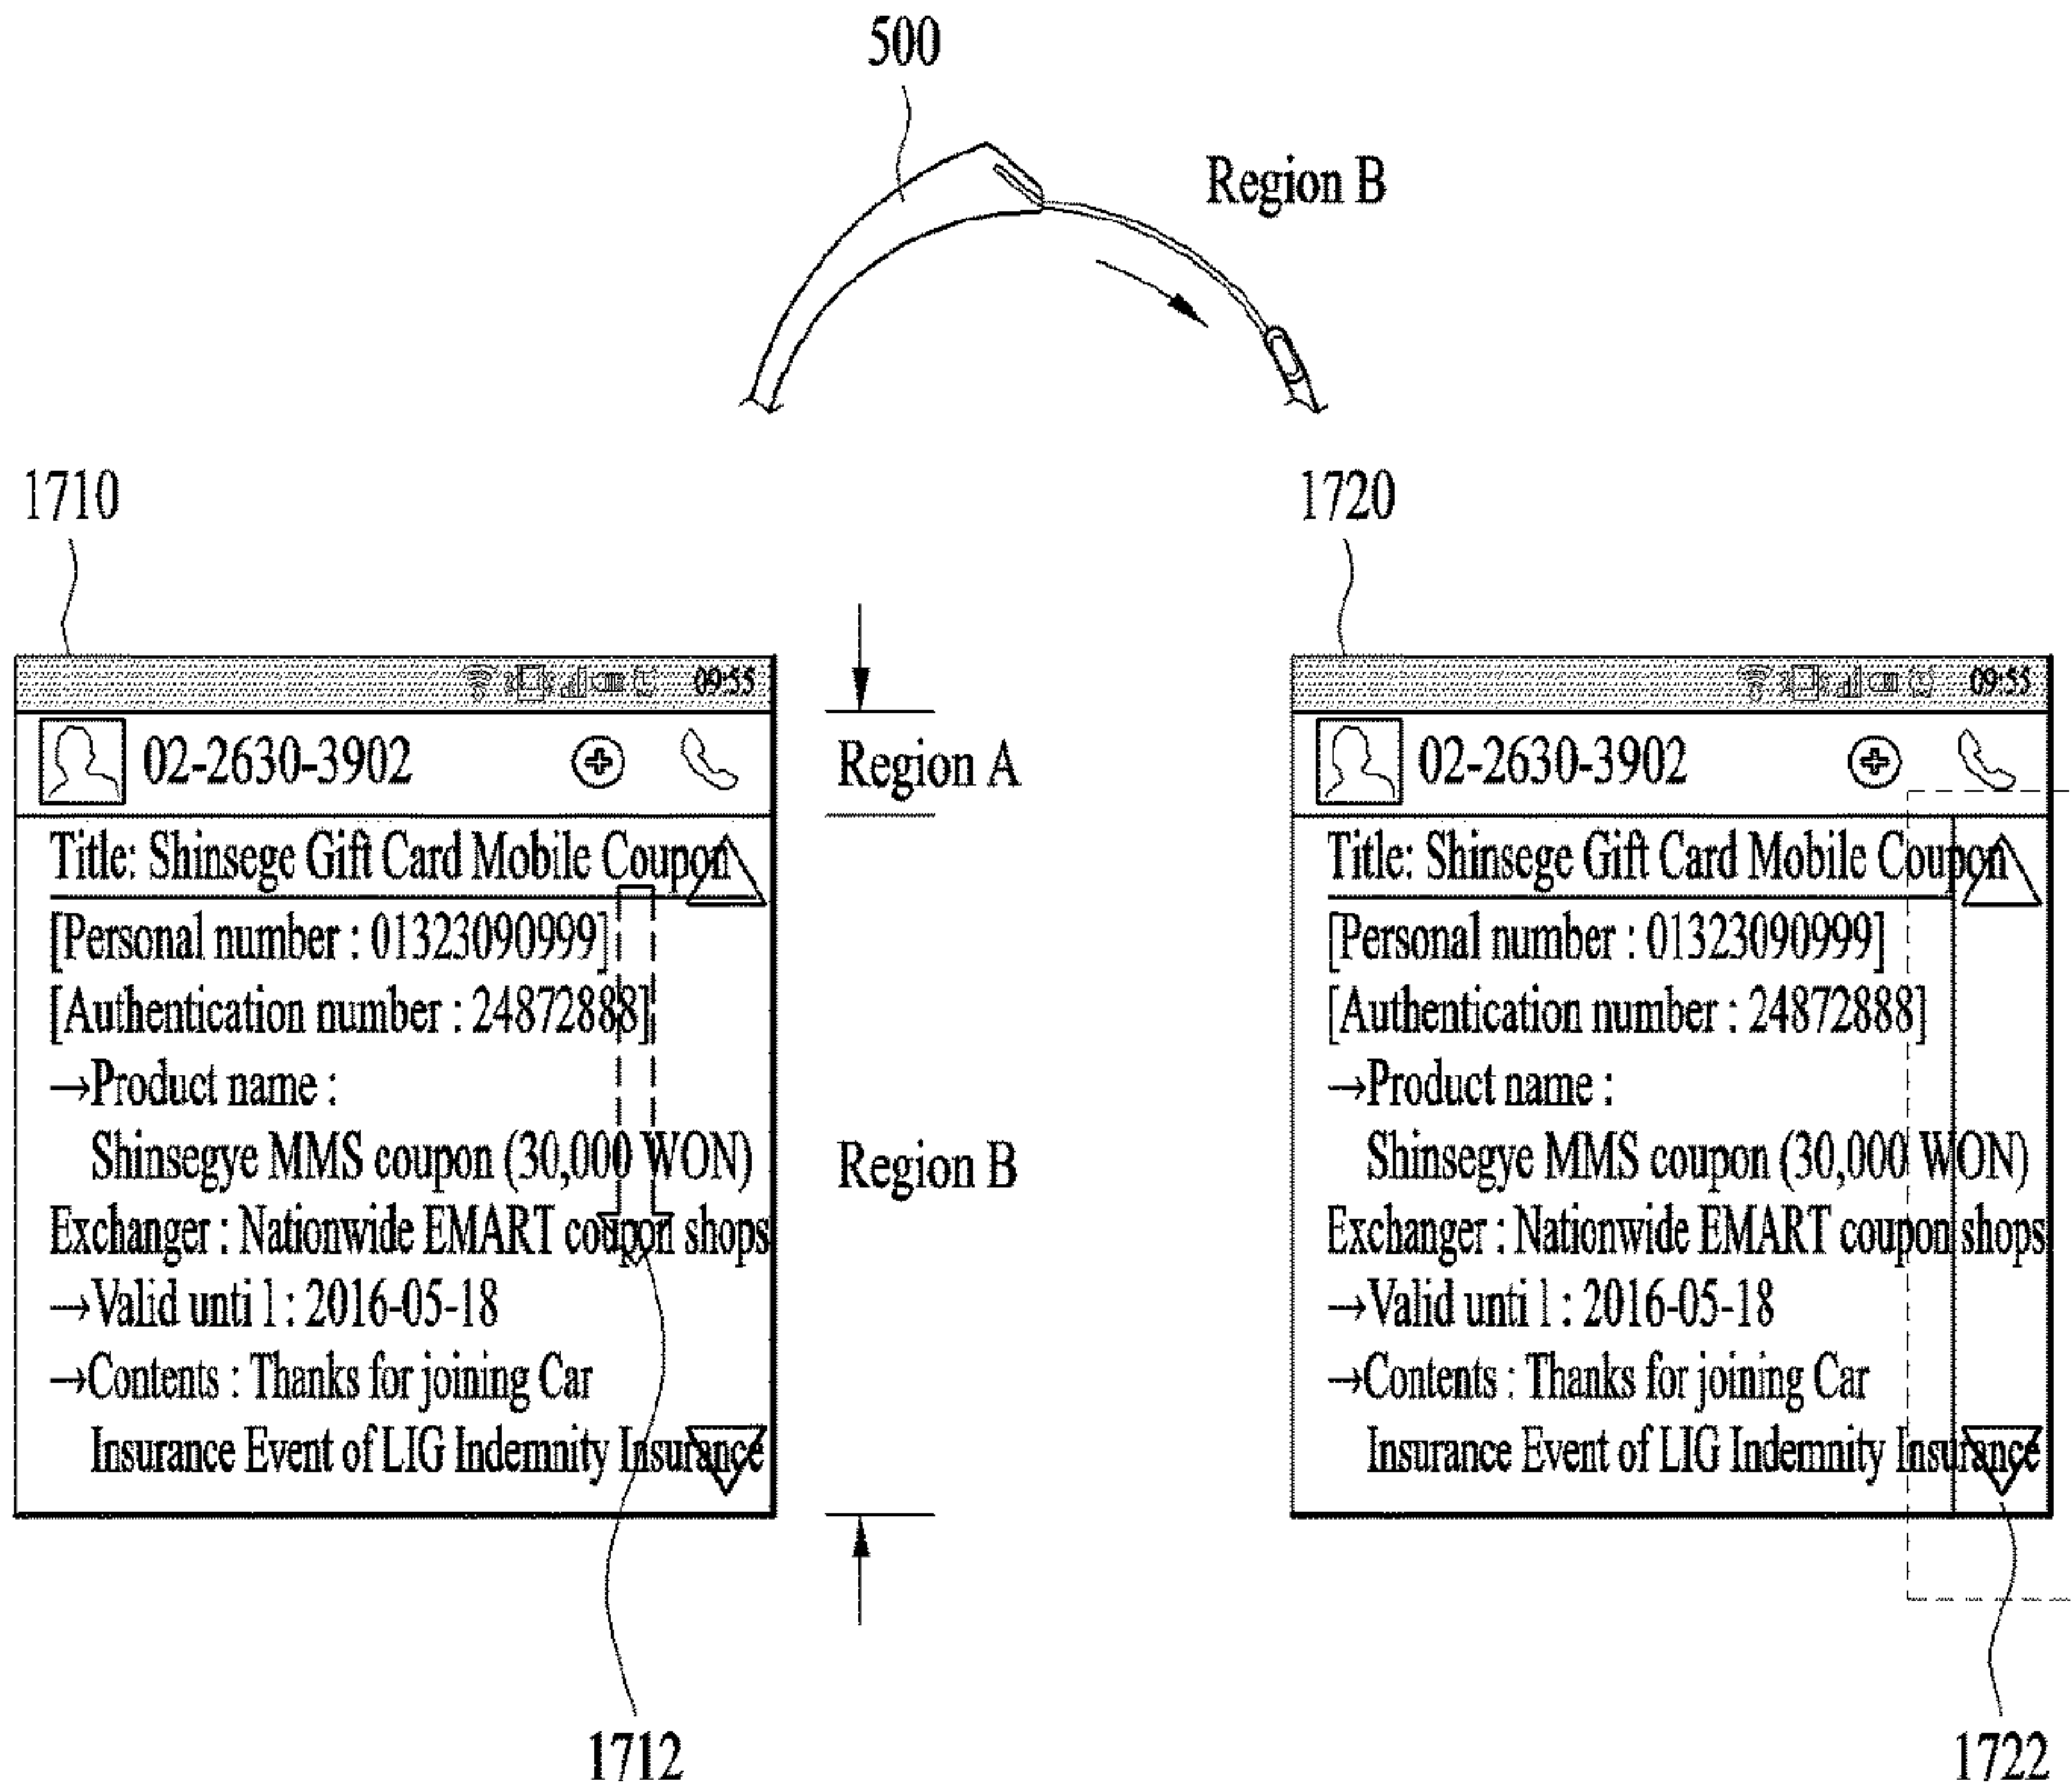 500
Region B
1710
1720
09:55
02-2630-3902
Region A
Title: Shinsege Gift Card Mobile Coupon
[Personal number : 01323090999]
[Authentication number : 24872888]
→Product name :
Shinsegye MMS coupon (30,000 WON)
Exchanger : Nationwide EMART coupon shops
→Valid unti l : 2016-05-18
→Contents : Thanks for joining Car
Insurance Event of LIG Indemnity Insurance
Region B
09:55
02-2630-3902
Title: Shinsege Gift Card Mobile Coupon
[Personal number : 01323090999]
[Authentication number : 24872888]
→Product name :
Shinsegye MMS coupon (30,000 WON)
Exchanger : Nationwide EMART coupon shops
→Valid unti l : 2016-05-18
→Contents : Thanks for joining Car
Insurance Event of LIG Indemnity Insurance
1712
1722